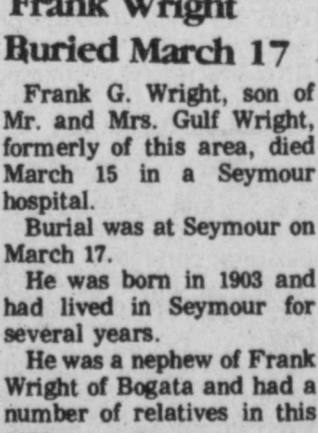 Frank Wright
Buried March 17
Frank G. Wright, son of
Mr. and Mrs. Gulf Wright,
formerly of this area, died
March 15 in a Seymour
hospital.
Burial was at Seymour on
March 17.
He was born in 1903 and
had lived in Seymour for
several years.
He was a nephew of Frank
Wright of Bogata and had a
number of relatives in this